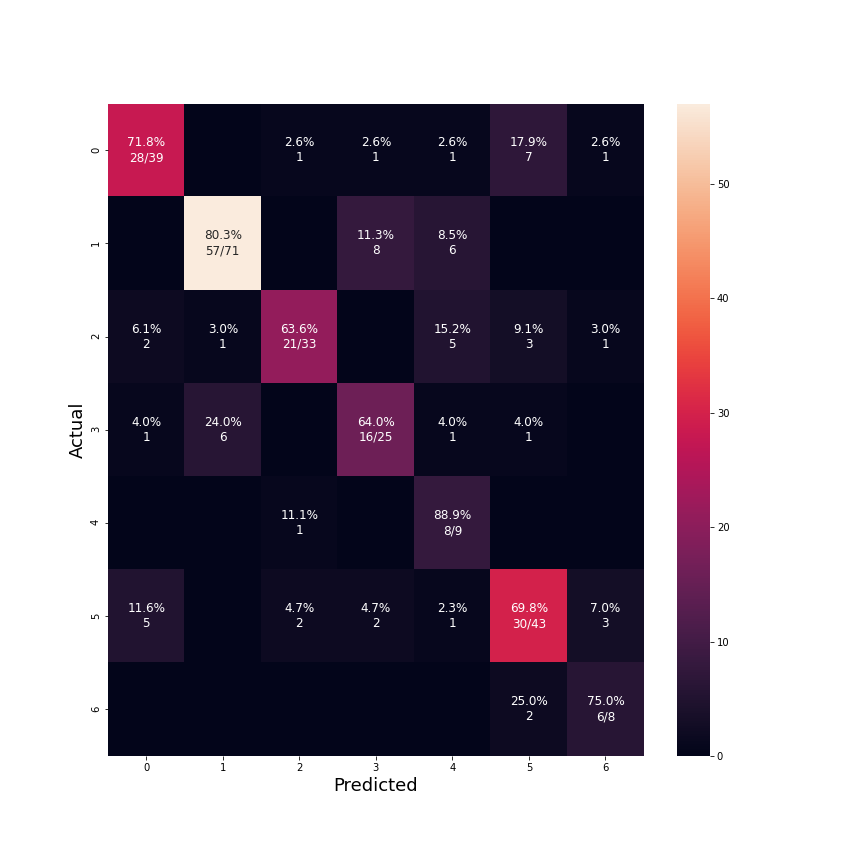 71.8% 2.6% 2.6% 2.6% 17.9% 2.6%
0 28/39 1 1 1 7 1
80.3% 11.3% 8.5%
1 57/71 8 6
6.1% 3.0% 63.6% 15.2% 9.1% 3.0%
2 2 1 21/33 5 3 1
4.0% 24.0% 64.0% 4.0% 4.0%
3 1 6 16/25 1 1
11.1% 88.9%
4 1 8/9
11.6% 4.7% 4.7% 2.3% 69.8% 7.0%
5 5 2 2 1 30/43 3
25.0% 75.0%
6 2 6/8
0 1 2 3 4 5 6
Predicted
Actual
50
40
30
20
10
0